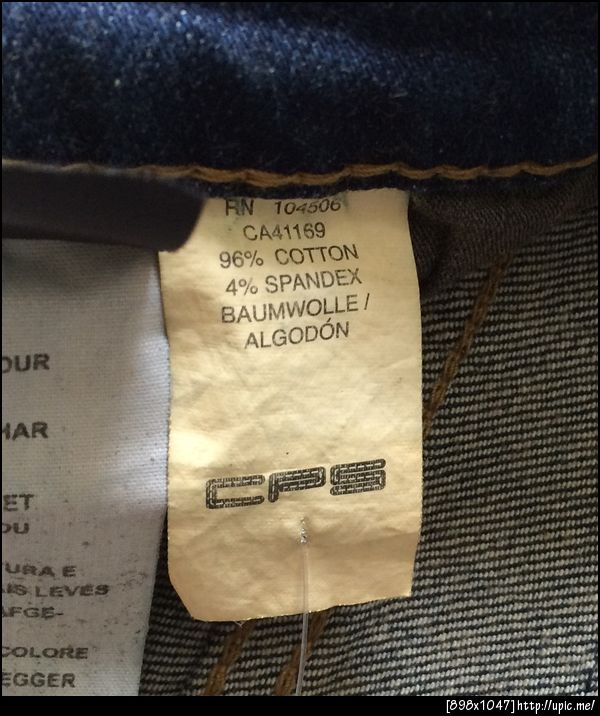 RN 104506
CA41169
96% COTTON
4% SPANDEX
BAUMWOLLE /
ALGODÓN
CPS
OUR
HAR
ET
OU
URA E
AIS LEVES
AFGE-
COLORE
EGGER
[898x1047]http://upic.me/